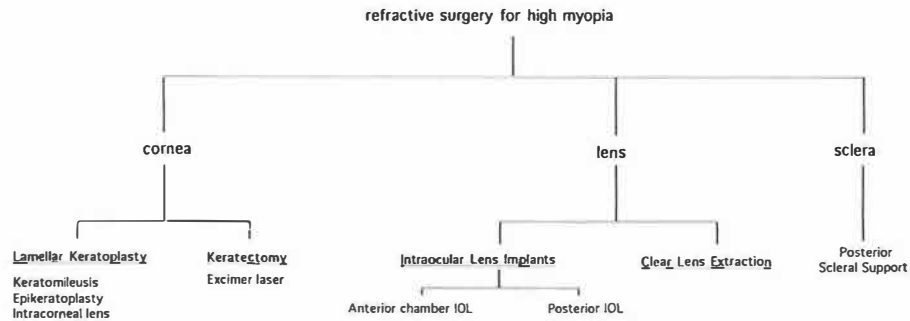 refractive surgery for high myopia
cornea
lens
sclera
Lamellar Keratoplasty
Keratomileusis
Epikeratoplasty
Intracorneal lens
Keratectomy
Excimer laser
Intraocular Lens Implants
Anterior chamber IOL
Posterior IOL
Clear Lens Extraction
Posterior
Scleral Support